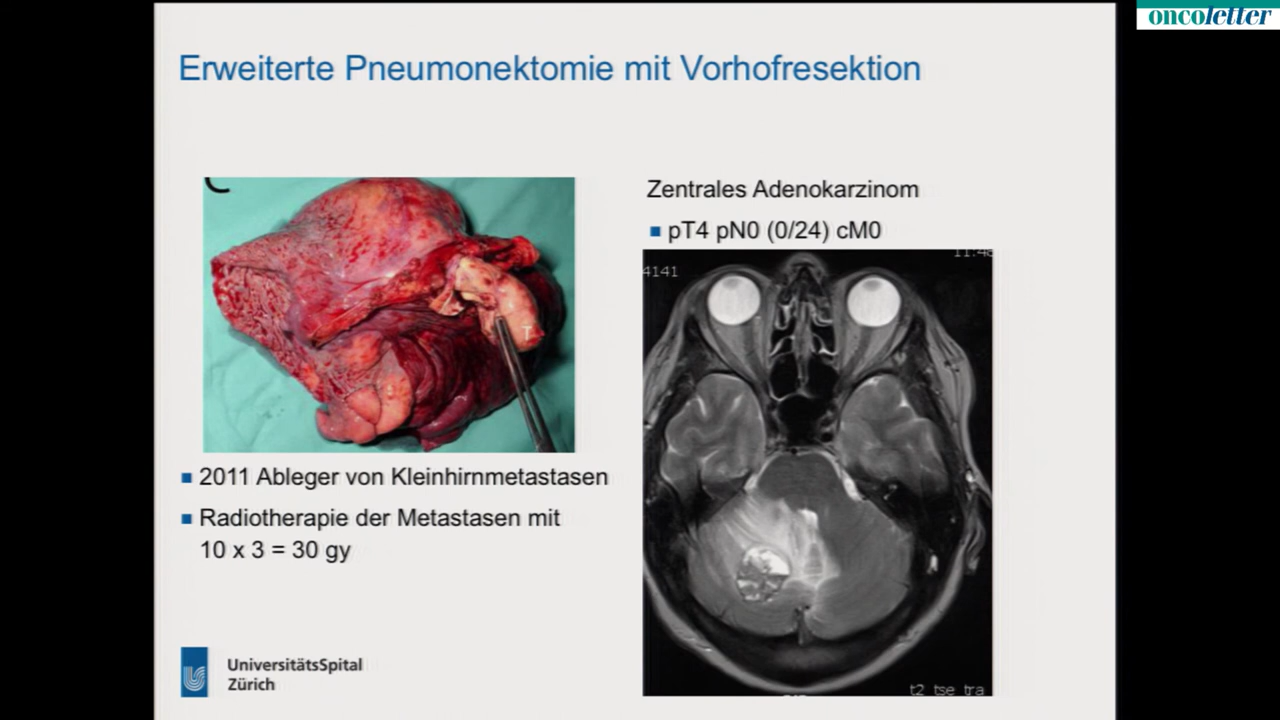 oncoletter
Erweiterte Pneumonektomie mit Vorhofresektion
C
T
Zentrales Adenokarzinom
pT4 pN0 (0/24) cM0
4141
t2 tse tra
2011 Ableger von Kleinhirnmetastasen
Radiotherapie der Metastasen mit
10 x 3 = 30 gy
UniversitätsSpital
Zürich